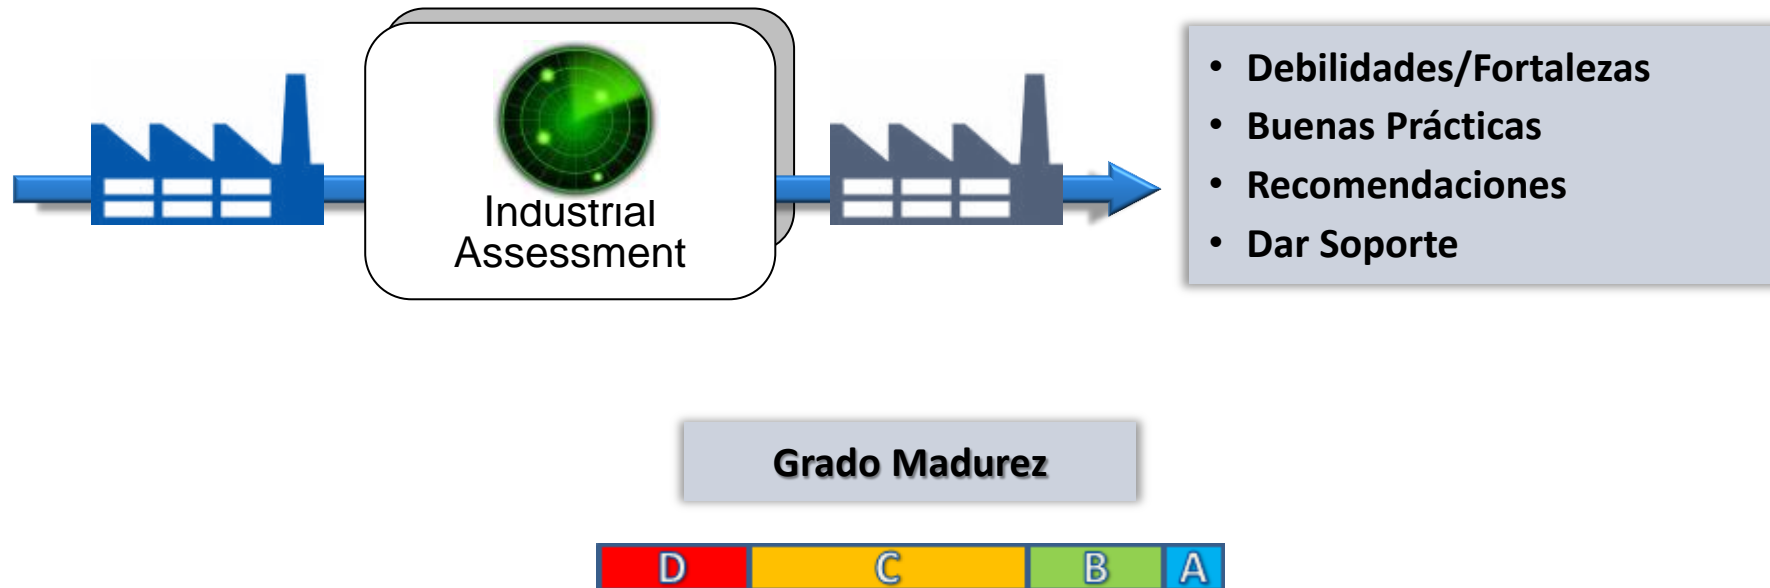 Industrial
Assessment
• Debilidades/Fortalezas
• Buenas Prácticas
• Recomendaciones
• Dar Soporte
Grado Madurez
D C B A